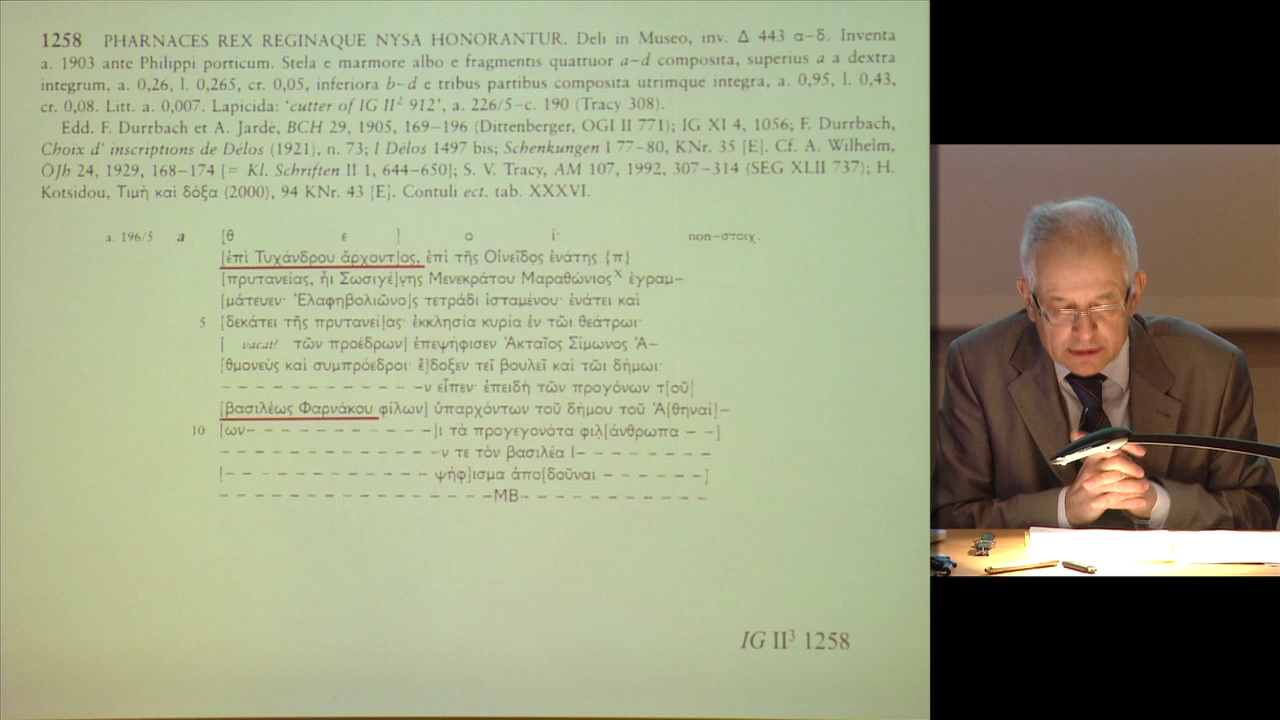 1258 PHARNACES REX REGINAQUE NYSA HONORANTUR. Deli in Museo, inv. Δ 443 α–δ. Inventa
a. 1903 ante Philippi porticum. Stela e marmore albo e fragmentis quattuor a–d composita, superius a a dextra
integrum, a. 0,26, l. 0,265, cr. 0,05, inferiora b–d e tribus partibus composita utrimque integra, a. 0,95, l. 0,43,
cr. 0,08. Litt. a. 0,007. Lapicida: ‘cutter of IG II² 912’, a. 226/5–c. 190 (Tracy 308).
Edd. F. Durrbach et A. Jardé, BCH 29, 1905, 169–196 (Dittenberger, OGI II 771); IG XI 4, 1056; F. Durrbach,
Choix d’ inscriptions de Délos (1921), n. 73; I Délos 1497 bis; Schenkungen I 77–80, KNr. 35 [E]. Cf. A. Wilhelm,
ÖJh 24, 1929, 168–174 [= Kl. Schriften II 1, 644–650]; S. V. Tracy, AM 107, 1992, 307–314 (SEG XLII 737); H.
Kotsidou, Τιμὴ καὶ δόξα (2000), 94 KNr. 43 [E]. Contuli ect. tab. XXXVI.
a. 196/5 a [θ ε ] ο ί· non-στοιχ.
[ἐπὶ Τυχάνδρου ἄρχοντ]ος, ἐπὶ τῆς Οἰνεῖδος ἐνάτης {π}
[πρυτανείας, ἧι Σωσιγέ]νης Μενεκράτου Μαραθώνιος ἐγραμ–
[μάτευεν· Ἐλαφηβολιῶνο]ς τετράδι ἱσταμένου· ἐνάτει καὶ
5 [δεκάτει τῆς πρυτανεί]ας· ἐκκλησία κυρία ἐν τῶι θεάτρωι·
[ vacat? τῶν προέδρων] ἐπεψήφισεν Ἀκταῖος Σίμωνος Ἀ–
[θμονεὺς καὶ συμπρόεδροι· ἔ]δοξεν τεῖ βουλεῖ καὶ τῶι δήμωι·
– – – – – – – – – – – – – –ν εἶπεν· ἐπειδὴ τῶν προγόνων τ[οῦ]
[βασιλέως Φαρνάκου φίλων] ὑπαρχόντων τοῦ δήμου τοῦ Ἀ[θηναί]–
10 [ων– – – – – – – – – – – – –]ι τὰ προγεγονότα φιλ[άνθρωπα – –]
– – – – – – – – – – – – – – – –ν τε τὸν βασιλέα I– – – – – – – –
[– – – – – – – – – – – – – – – ψήφ]ισμα ἀπο[δοῦναι – – – – – –]
– – – – – – – – – – – – – – – – – – – –ΜΒ– – – – – – – – – – – –
IG II³ 1258